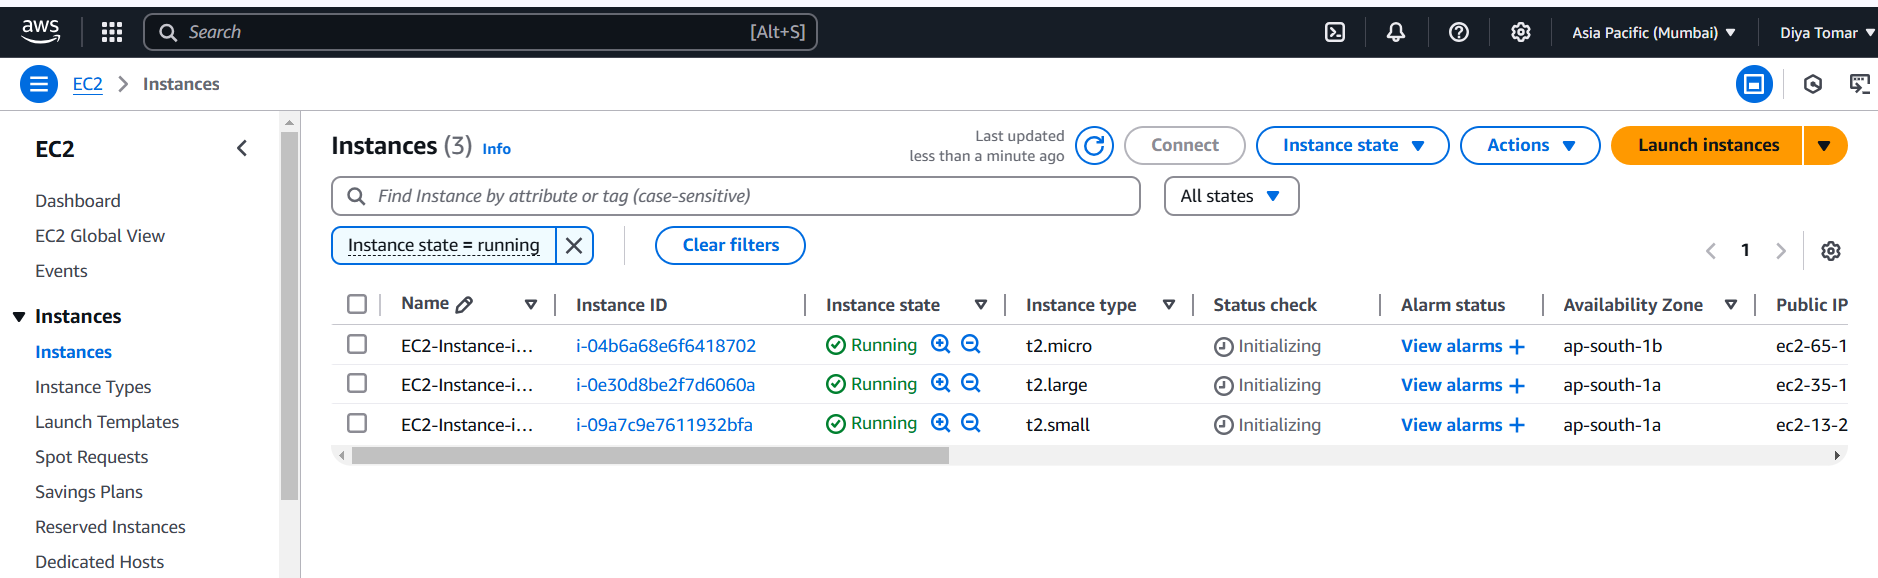 aws Search [Alt+S] Asia Pacific (Mumbai) Diya Tomar
EC2 Instances
EC2
Dashboard
EC2 Global View
Events
Instances
Instances
Instance Types
Launch Templates
Spot Requests
Savings Plans
Reserved Instances
Dedicated Hosts
Instances (3) Info
Last updated
less than a minute ago
Connect Instance state Actions Launch instances
Find Instance by attribute or tag (case-sensitive) All states
Instance state = running Clear filters
1
Name Instance ID Instance state Instance type Status check Alarm status Availability Zone Public IP
EC2-Instance-i... i-04b6a68e6f6418702 Running t2.micro Initializing View alarms + ap-south-1b ec2-65-1
EC2-Instance-i... i-0e30d8be2f7d6060a Running t2.large Initializing View alarms + ap-south-1a ec2-35-1
EC2-Instance-i... i-09a7c9e7611932bfa Running t2.small Initializing View alarms + ap-south-1a ec2-13-2